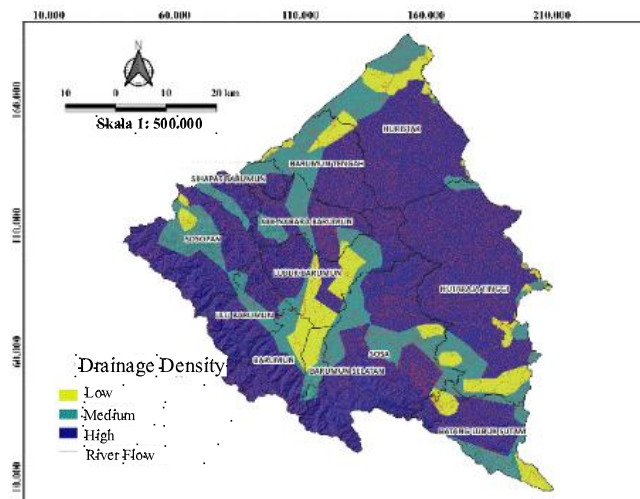 10.000 60.000 110.000 160.000 210.000
160.000
110.000
60.000
10.000
N
10 0 10 20 km
Skala 1: 500.000
HURISTAK
BARUMUN TENGAH
SIHAPAS BARUMUN
BARUMUN
SOSOPAN
LUBUK BARUMUN
HUTARAJA TINGGI
ULU BARUMUN
SOSA
BARUMUN
BARUMUN SELATAN
BATANG LUBUK SUTAM
Drainage Density
Low
Medium
High
River Flow